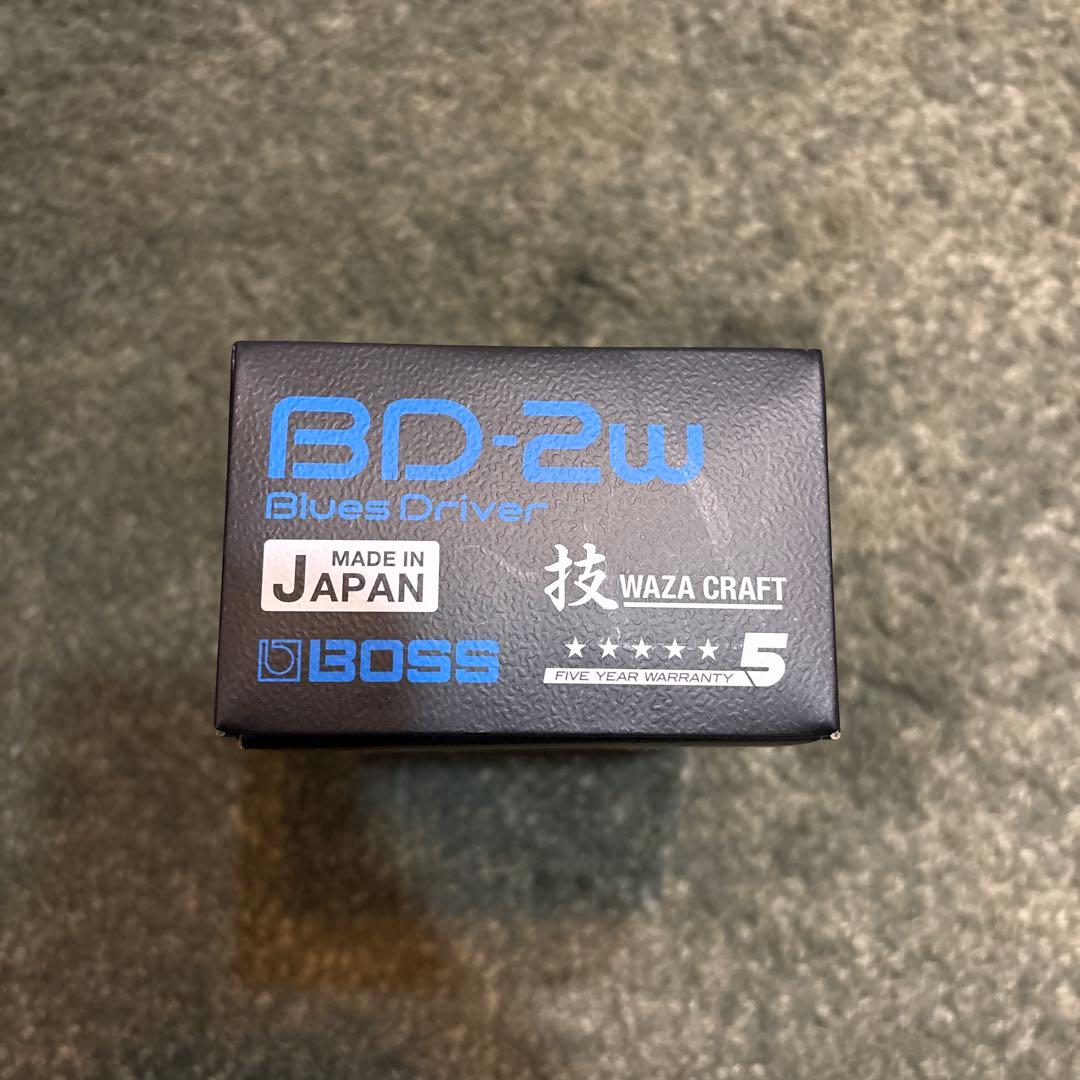 BD-2w
Blues Driver
MADE IN
JAPAN
技 WAZA CRAFT
BOSS
★★★★★ 5
FIVE YEAR WARRANTY